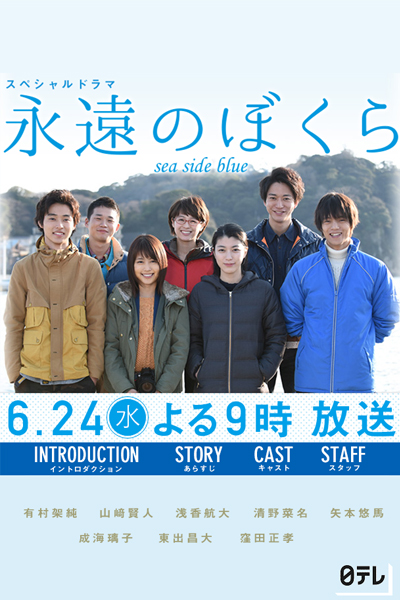 スペシャルドラマ
永遠のぼくら
sea side blue
6.24 水 よる9時 放送
INTRODUCTION STORY CAST STAFF
イントロダクション あらすじ キャスト スタッフ
有村架純 山﨑賢人 浅香航大 清野菜名 矢本悠馬
成海璃子 東出昌大 窪田正孝
日テレ